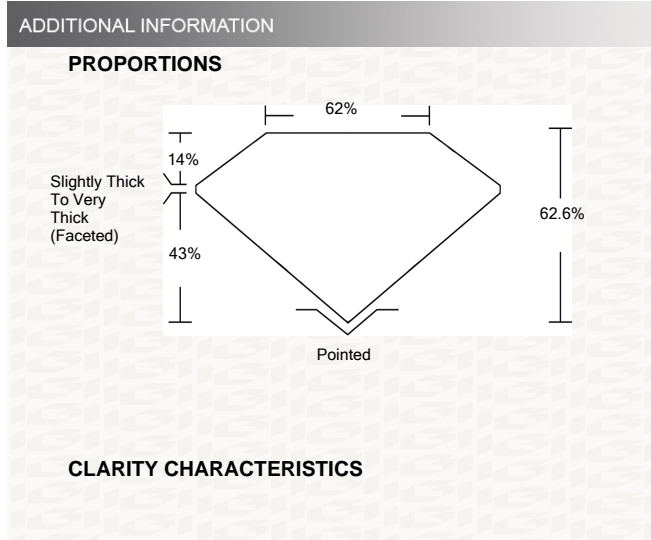 ADDITIONAL INFORMATION
PROPORTIONS
62%
14%
Slightly Thick
To Very
Thick
(Faceted)
62.6%
43%
Pointed
CLARITY CHARACTERISTICS